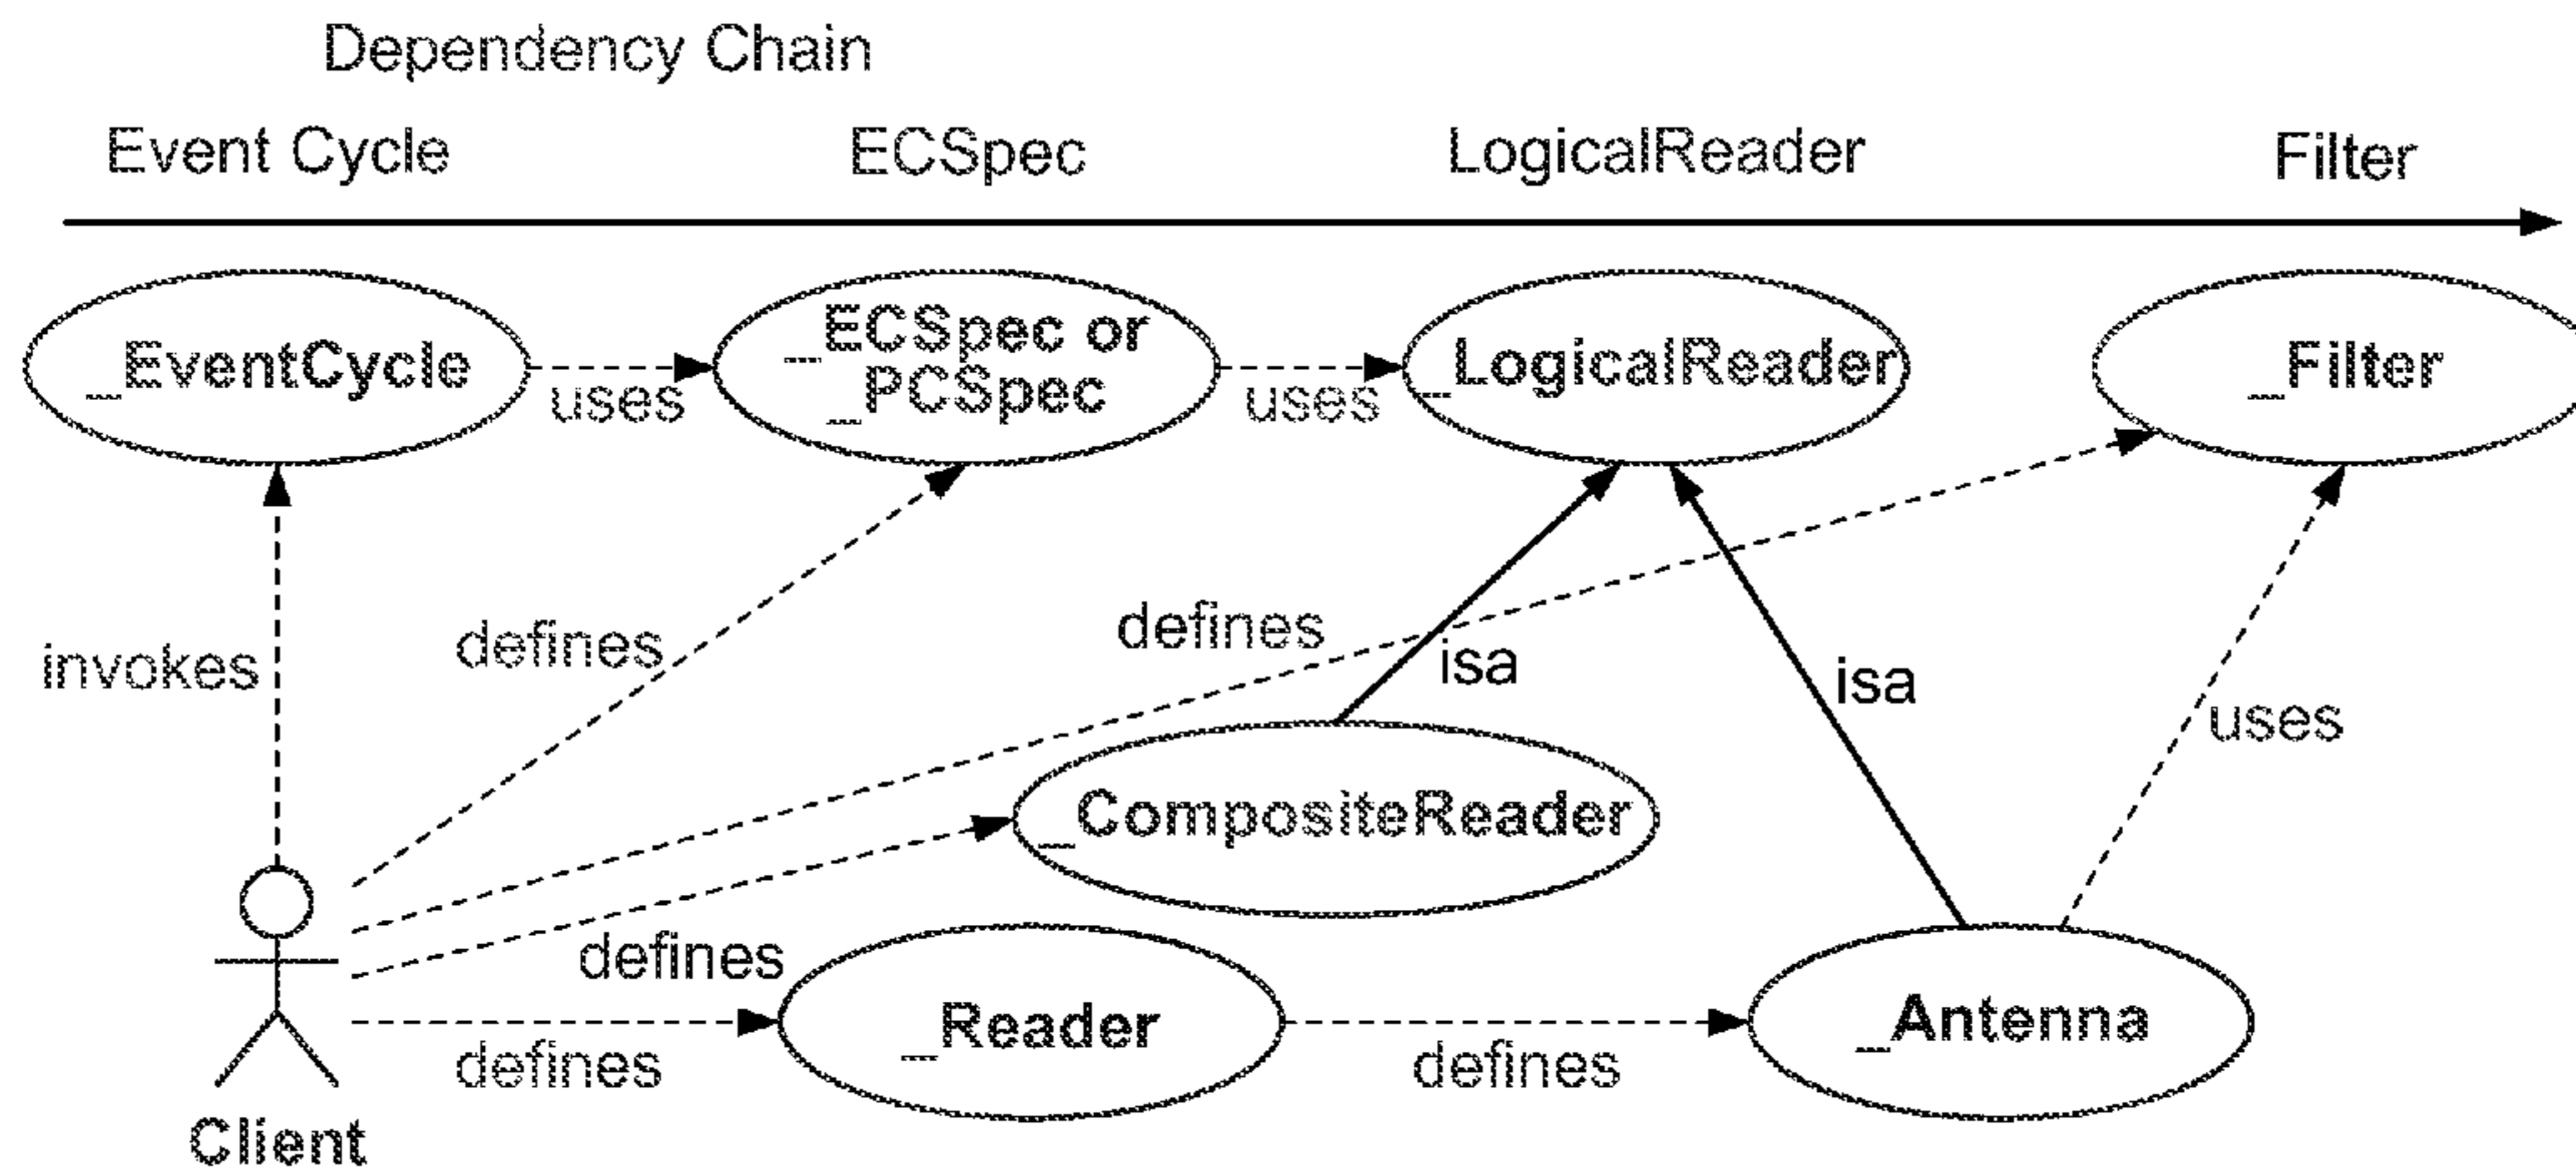 Dependency Chain
Event Cycle
ECSpec
LogicalReader
Filter
_EventCycle
uses
_ECSpec or
_PCSpec
uses
_LogicalReader
_Filter
invokes
defines
defines
isa
isa
uses
_CompositeReader
defines
_Reader
_Antenna
defines
defines
Client